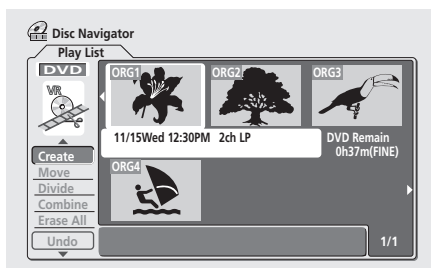 Disc Navigator
Play List
DVD
VR
Create
Move
Divide
Combine
Erase All
Undo
ORG1
ORG2
ORG3
11/15Wed 12:30PM 2ch LP
DVD Remain
0h37m(FINE)
ORG4
1/1